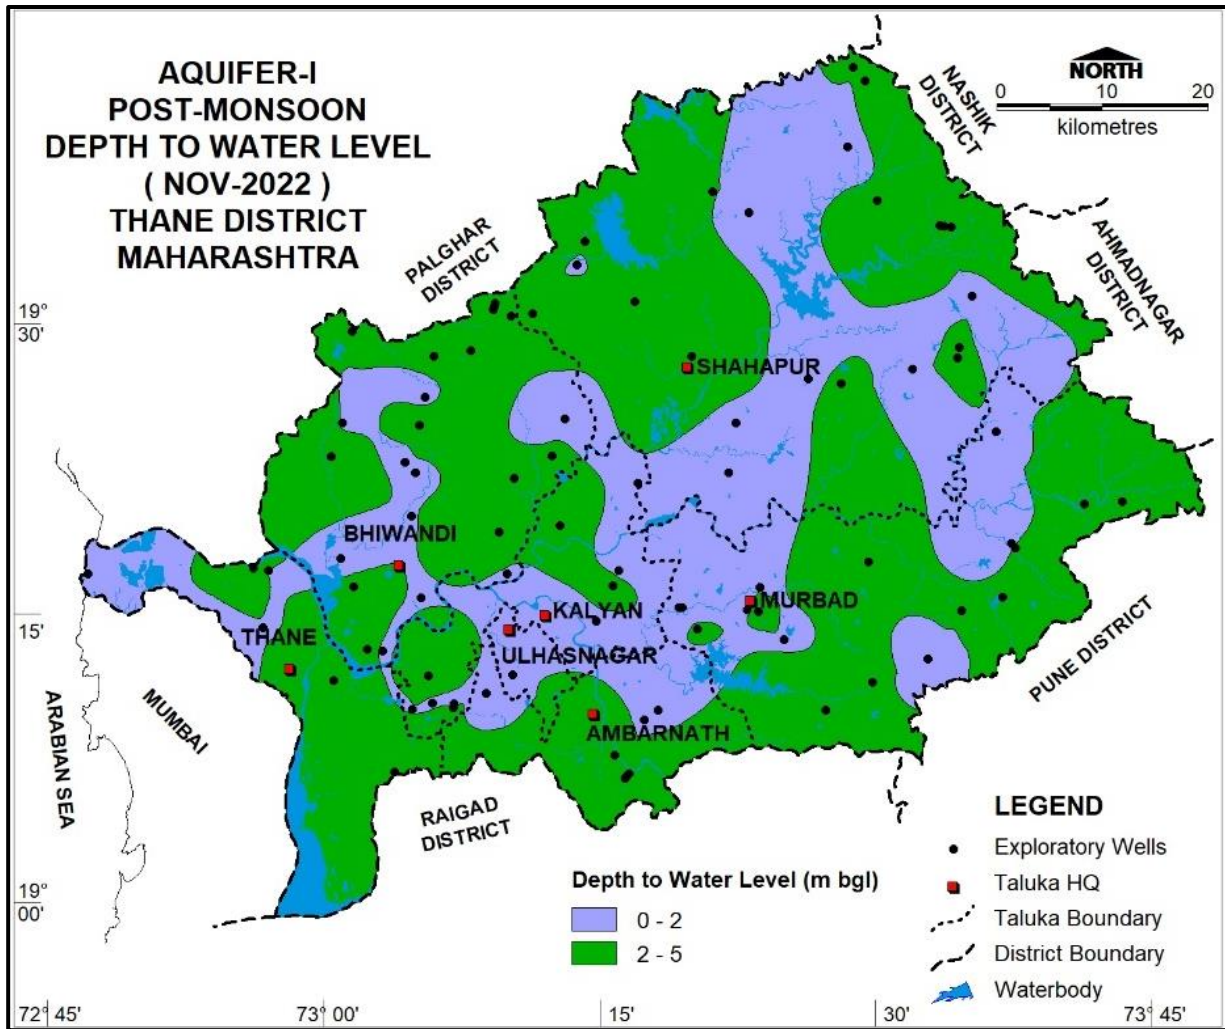 AQUIFER-I
POST-MONSOON
DEPTH TO WATER LEVEL
( NOV-2022 )
THANE DISTRICT
MAHARASHTRA
NORTH
0 10 20
kilometres
NASHIK
DISTRICT
AHMADNAGAR
DISTRICT
PALGHAR
DISTRICT
19°
30'
SHAHAPUR
BHIWANDI
KALYAN
MURBAD
15'
THANE
ULHASNAGAR
PUNE DISTRICT
AMBARNATH
ARABIAN SEA
MUMBAI
RAIGAD
DISTRICT
19°
00'
LEGEND
Exploratory Wells
Taluka HQ
Taluka Boundary
District Boundary
Waterbody
Depth to Water Level (m bgl)
0 - 2
2 - 5
72° 45' 73° 00' 15' 30' 73° 45'